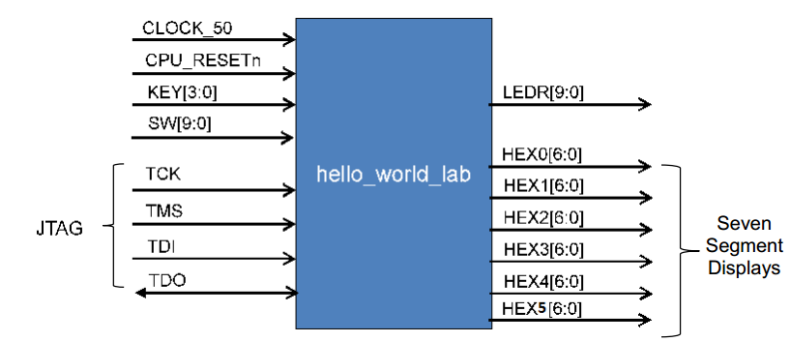 CLOCK_50
CPU_RESETn
KEY[3:0]
SW[9:0]
JTAG
TCK
TMS
TDI
TDO
hello_world_lab
LEDR[9:0]
HEX0[6:0]
HEX1[6:0]
HEX2[6:0]
HEX3[6:0]
HEX4[6:0]
HEX5[6:0]
Seven
Segment
Displays